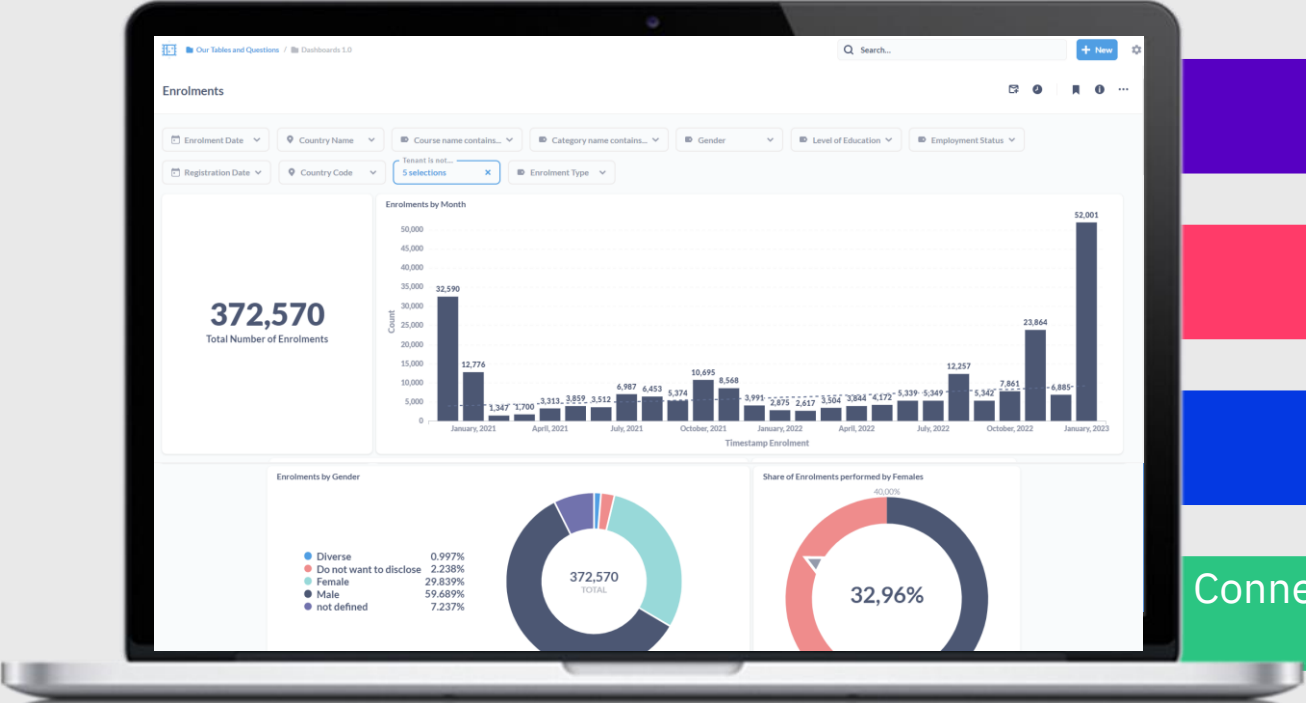 Our Tables and Questions / Dashboards 1.0
Search...
+ New
Enrolments
Enrolment Date
Country Name
Course name contains...
Category name contains...
Gender
Level of Education
Employment Status
Registration Date
Country Code
Tenant is not...
5 selections
Enrolment Type
372,570
Total Number of Enrolments
Enrolments by Month
Count
50,000
45,000
40,000
35,000
30,000
25,000
20,000
15,000
10,000
5,000
0
32,590
12,776
1,347
1,700
3,313
3,859
3,512
6,987
6,453
5,374
10,695
8,568
3,991
2,875
2,617
3,504
3,844
4,172
5,339
5,349
12,257
5,342
7,861
23,864
6,885
52,001
January, 2021
April, 2021
July, 2021
October, 2021
January, 2022
April, 2022
July, 2022
October, 2022
January, 2023
Timestamp Enrolment
Enrolments by Gender
Diverse 0.997%
Do not want to disclose 2.238%
Female 29.839%
Male 59.689%
not defined 7.237%
372,570
TOTAL
Share of Enrolments performed by Females
40,00%
32,96%
Conne